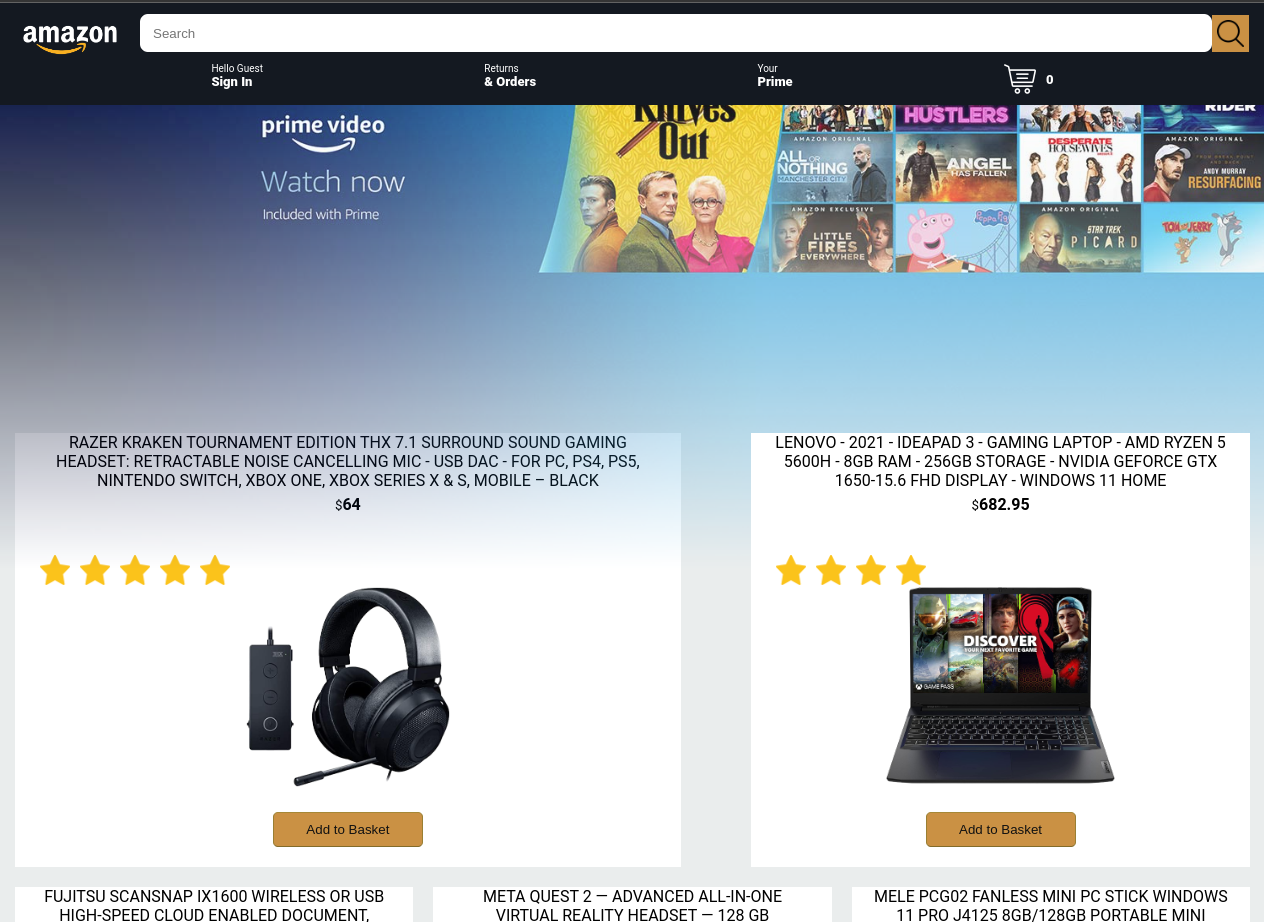 amazon
Search
Hello Guest
Sign In
Returns
& Orders
Your
Prime
0
prime video
Watch now
Included with Prime
Knives
Out
HUSTLERS
RIDER
AMAZON ORIGINAL
ALL OR
NOTHING
MANCHESTER CITY
ANGEL
HAS FALLEN
DESPERATE
HOUSEWIVES
AMAZON ORIGINAL
ANDY MURRAY
RESURFACING
AMAZON EXCLUSIVE
LITTLE
FIRES
EVERYWHERE
Peppa Pig
AMAZON ORIGINAL
STAR TREK
PICARD
TOM and JERRY
RAZER KRAKEN TOURNAMENT EDITION THX 7.1 SURROUND SOUND GAMING
HEADSET: RETRACTABLE NOISE CANCELLING MIC - USB DAC - FOR PC, PS4, PS5,
NINTENDO SWITCH, XBOX ONE, XBOX SERIES X & S, MOBILE – BLACK
$64
LENOVO - 2021 - IDEAPAD 3 - GAMING LAPTOP - AMD RYZEN 5
5600H - 8GB RAM - 256GB STORAGE - NVIDIA GEFORCE GTX
1650-15.6 FHD DISPLAY - WINDOWS 11 HOME
$682.95
DISCOVER
YOUR NEXT FAVORITE GAME
GAME PASS
Add to Basket
Add to Basket
FUJITSU SCANSNAP IX1600 WIRELESS OR USB
HIGH-SPEED CLOUD ENABLED DOCUMENT,
META QUEST 2 — ADVANCED ALL-IN-ONE
VIRTUAL REALITY HEADSET — 128 GB
MELE PCG02 FANLESS MINI PC STICK WINDOWS
11 PRO J4125 8GB/128GB PORTABLE MINI